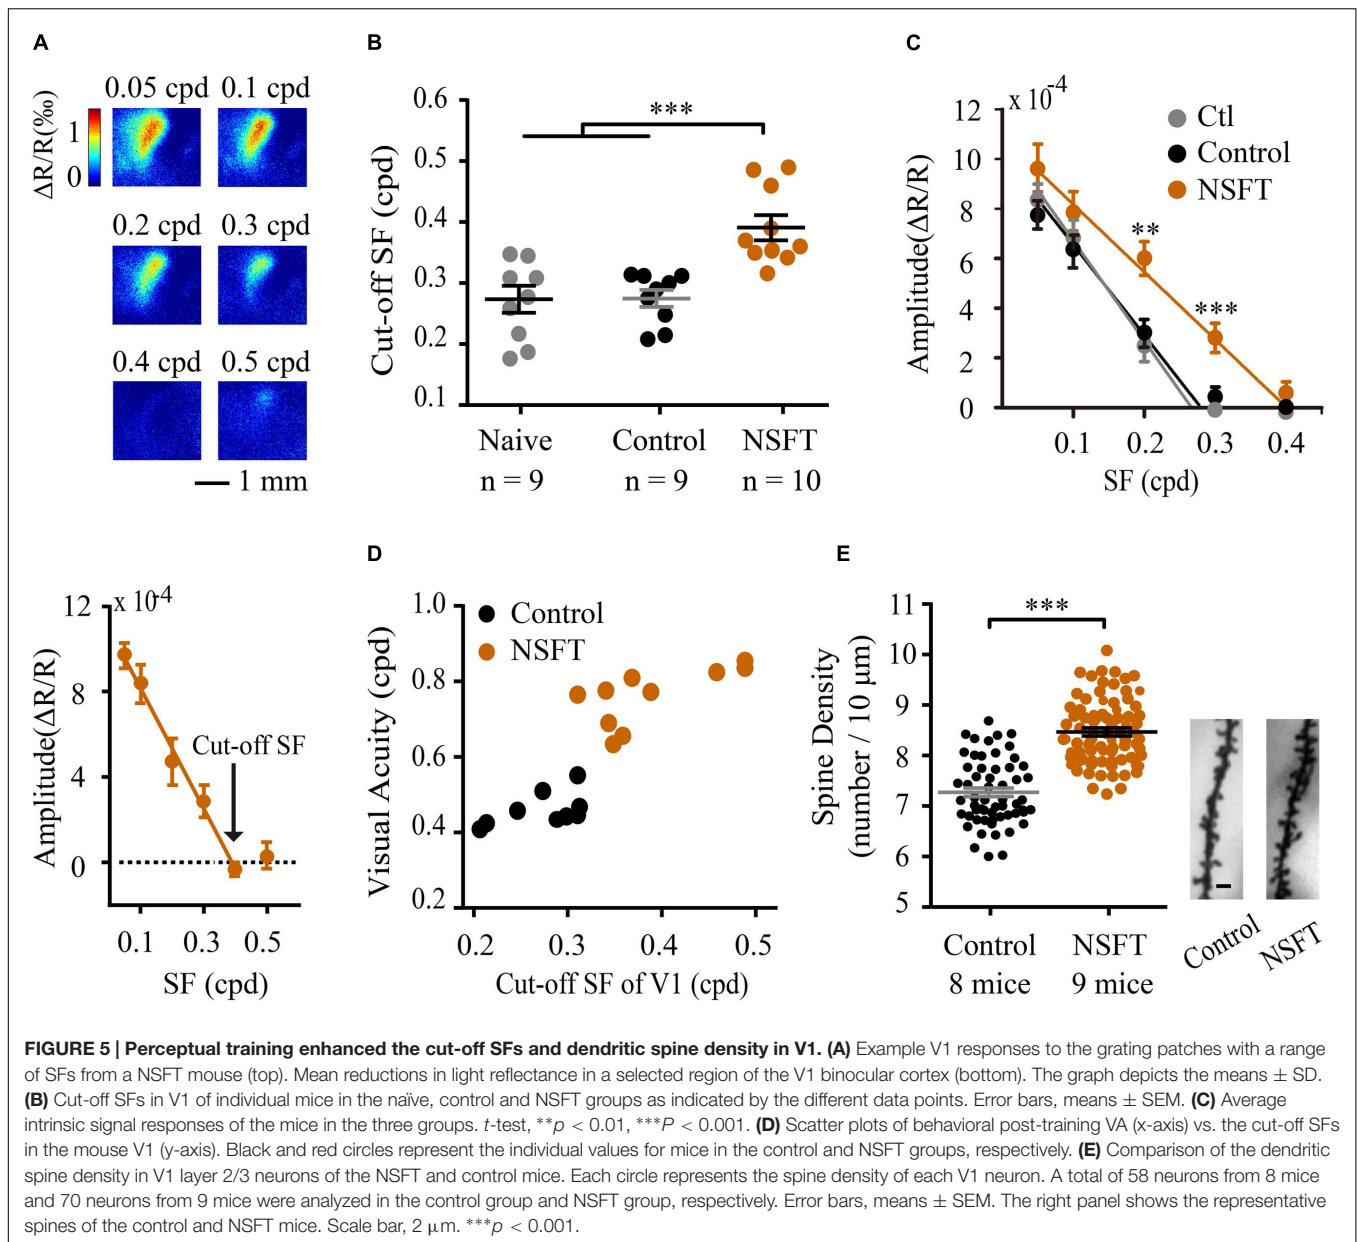 A
0.05 cpd 0.1 cpd
ΔR/R(‰)
1
0
0.2 cpd 0.3 cpd
0.4 cpd 0.5 cpd
1 mm
B
Cut-off SF (cpd)
0.6
0.5
0.4
0.3
0.2
0.1
***
Naive Control NSFT
n = 9 n = 9 n = 10
C
Amplitude(ΔR/R)
12 x 10-4
10
8
6
4
2
0
Ctl
Control
NSFT
**
***
0.1 0.2 0.3 0.4
SF (cpd)
Amplitude(ΔR/R)
12 x 10-4
8
4
0
Cut-off SF
0.1 0.3 0.5
SF (cpd)
D
Visual Acuity (cpd)
1.0
0.8
0.6
0.4
0.2
Control
NSFT
0.2 0.3 0.4 0.5
Cut-off SF of V1 (cpd)
E
Spine Density
(number / 10 μm)
11
10
9
8
7
6
5
***
Control NSFT
8 mice 9 mice
Control NSFT
FIGURE 5 | Perceptual training enhanced the cut-off SFs and dendritic spine density in V1. (A) Example V1 responses to the grating patches with a range
of SFs from a NSFT mouse (top). Mean reductions in light reflectance in a selected region of the V1 binocular cortex (bottom). The graph depicts the means ± SD.
(B) Cut-off SFs in V1 of individual mice in the naïve, control and NSFT groups as indicated by the different data points. Error bars, means ± SEM. (C) Average
intrinsic signal responses of the mice in the three groups. t-test, **p < 0.01, ***P < 0.001. (D) Scatter plots of behavioral post-training VA (x-axis) vs. the cut-off SFs
in the mouse V1 (y-axis). Black and red circles represent the individual values for mice in the control and NSFT groups, respectively. (E) Comparison of the dendritic
spine density in V1 layer 2/3 neurons of the NSFT and control mice. Each circle represents the spine density of each V1 neuron. A total of 58 neurons from 8 mice
and 70 neurons from 9 mice were analyzed in the control group and NSFT group, respectively. Error bars, means ± SEM. The right panel shows the representative
spines of the control and NSFT mice. Scale bar, 2 μm. ***p < 0.001.